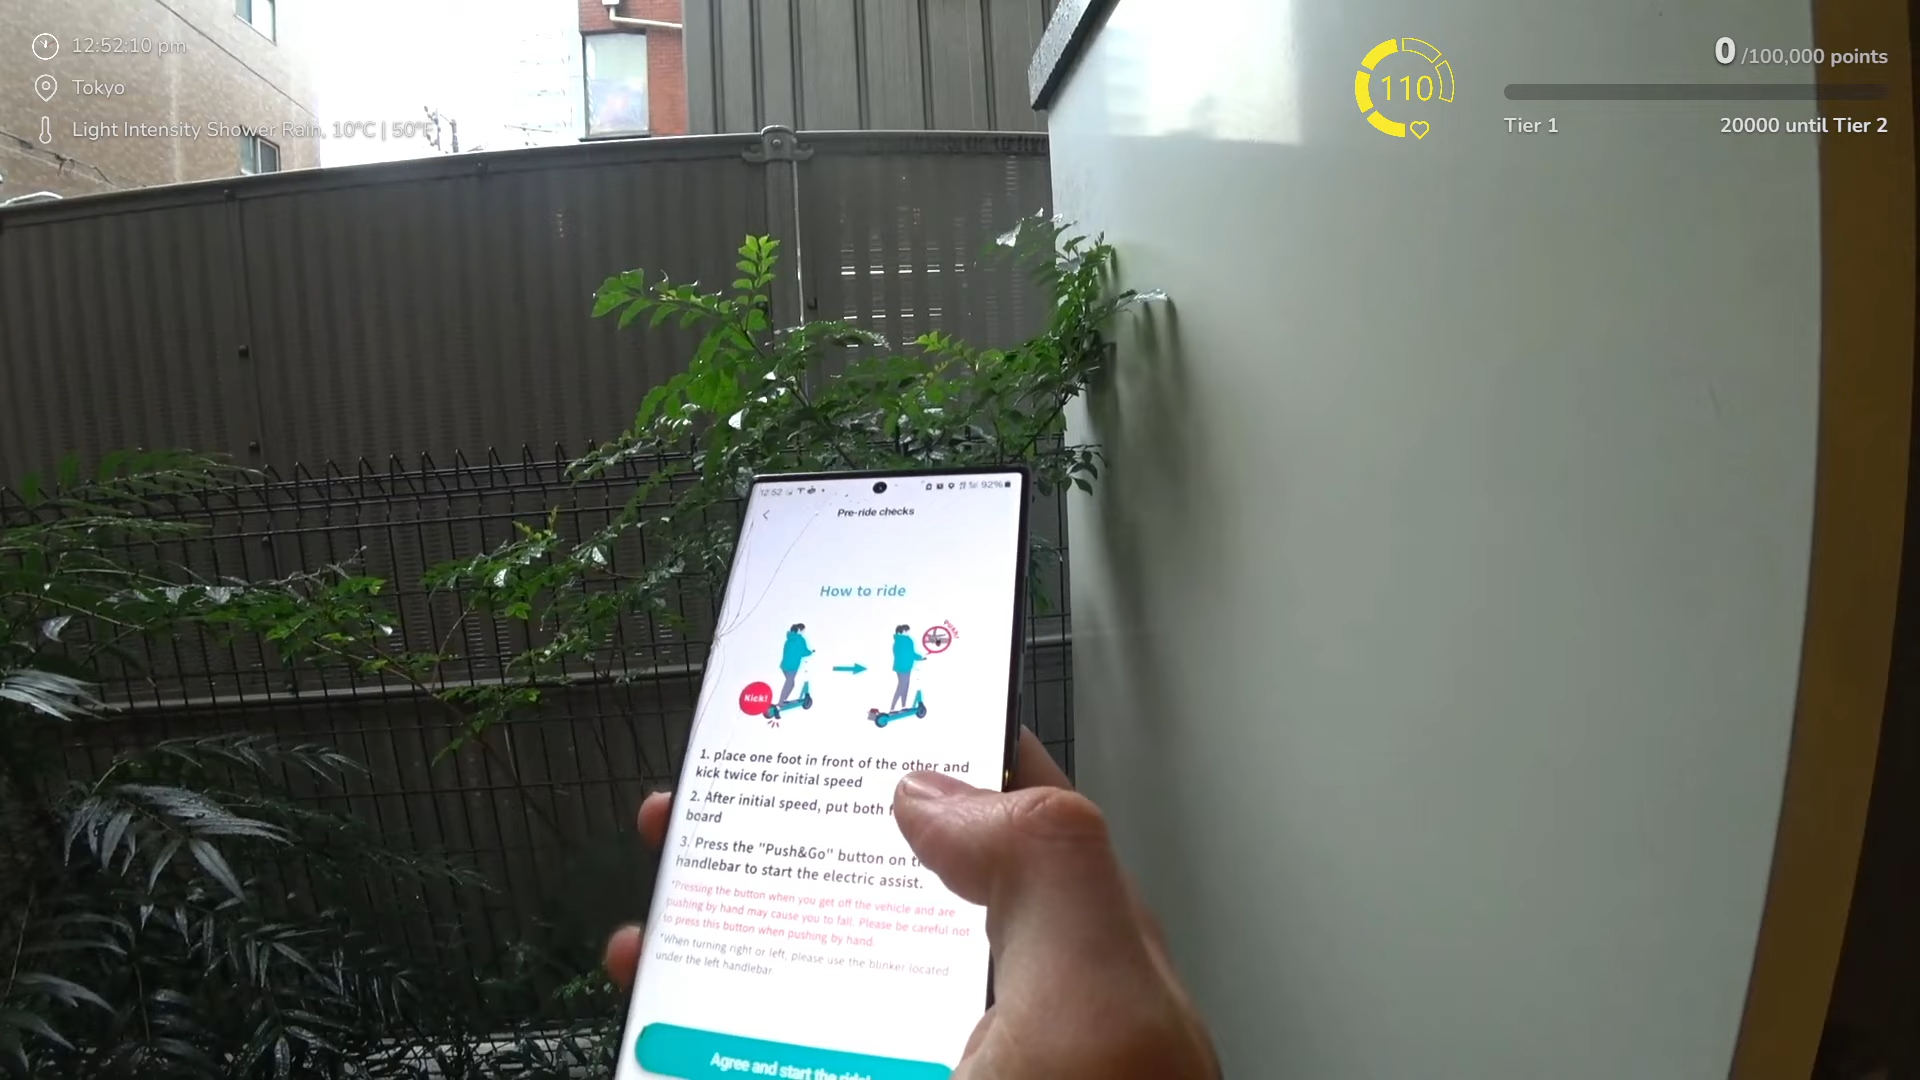 12:52:10 pm
Tokyo
Light Intensity Shower Rain, 10°C | 50°F
110
0 /100,000 points
Tier 1
20000 until Tier 2
12:52
92%
Pre-ride checks
How to ride
Kick!
PUSH!
1. place one foot in front of the other and
kick twice for initial speed
2. After initial speed, put both
board
3. Press the "Push&Go" button on
handlebar to start the electric assist.
*Pressing the button when you get off the vehicle and are
pushing by hand may cause you to fall. Please be careful not
to press this button when pushing by hand.
*When turning right or left, please use the blinker located
under the left handlebar.
Agree and start the ride!